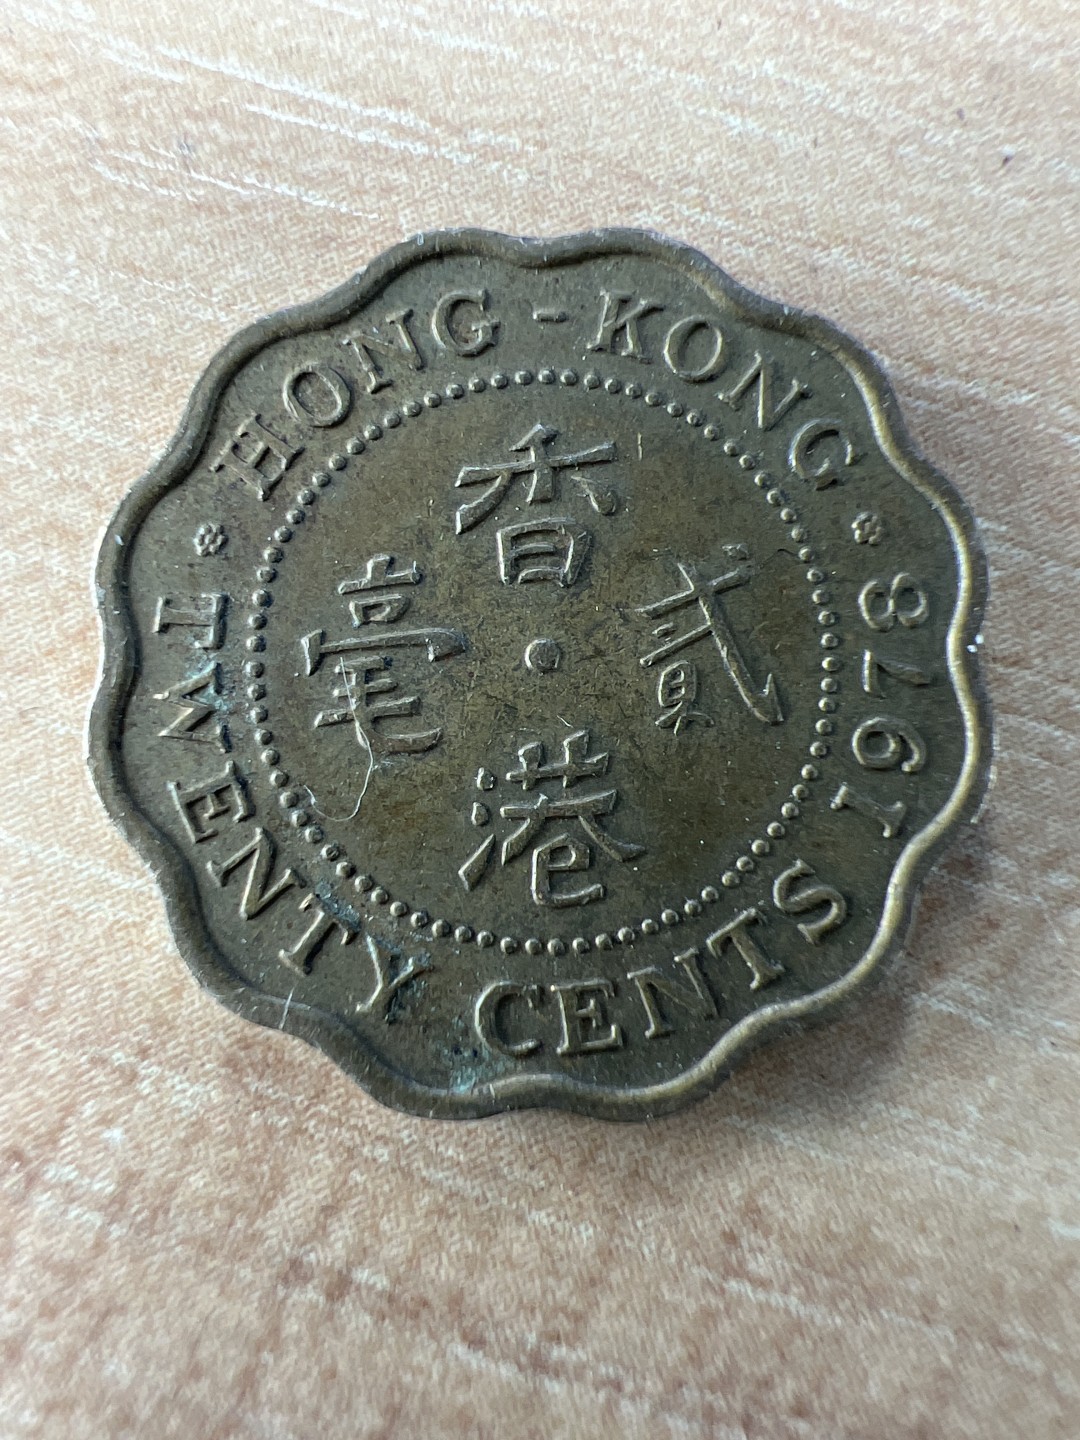 HONG-KONG
TWENTY CENTS 1978
香港
貳毫